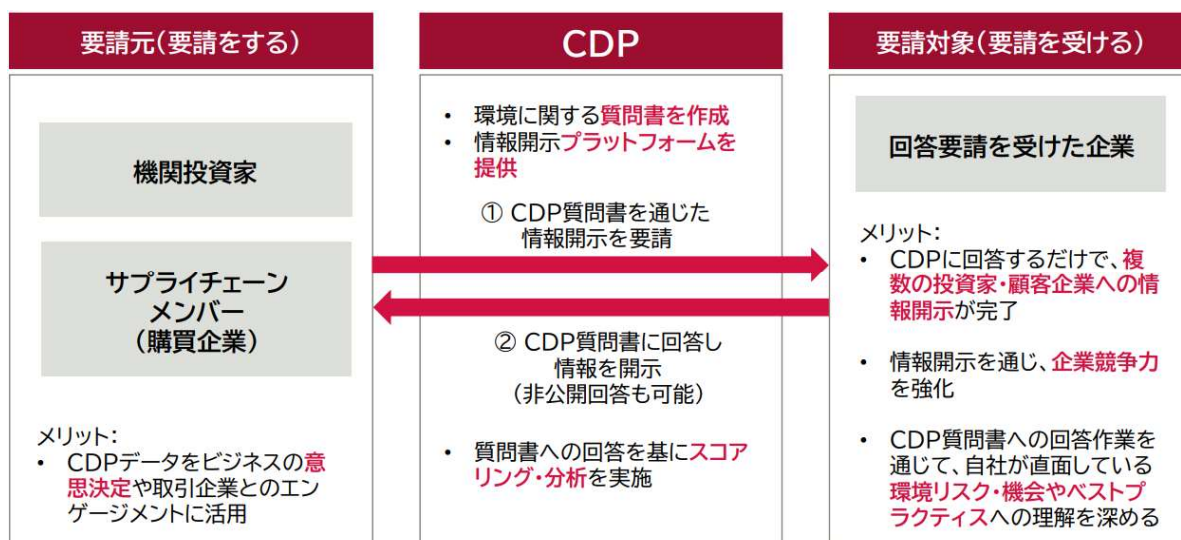 要請元(要請をする)
機関投資家
サプライチェーン
メンバー
(購買企業)
メリット:
• CDPデータをビジネスの意
思決定や取引企業とのエン
ゲージメントに活用
CDP
• 環境に関する質問書を作成
• 情報開示プラットフォームを
提供
① CDP質問書を通じた
情報開示を要請
② CDP質問書に回答し
情報を開示
(非公開回答も可能)
• 質問書への回答を基にスコア
リング・分析を実施
要請対象(要請を受ける)
回答要請を受けた企業
メリット:
• CDPに回答するだけで、複
数の投資家・顧客企業への情
報開示が完了
• 情報開示を通じ、企業競争力
を強化
• CDP質問書への回答作業を
通じて、自社が直面している
環境リスク・機会やベストプ
ラクティスへの理解を深める